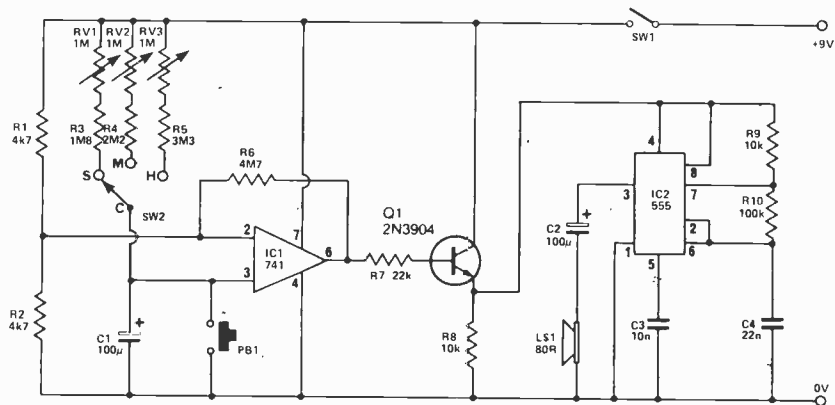 RV1
1M
RV2
1M
RV3
1M
SW1
+9V
R1
4k7
R3
1M8
R4
2M2
R5
3M3
S
M
H
C
SW2
R6
4M7
2
3
7
4
6
IC1
741
Q1
2N3904
R7 22k
R2
4k7
C1
100µ
+
PB1
R8
10k
C2
100µ
+
LS1
80R
4
8
3
7
IC2
555
2
1
6
5
R9
10k
R10
100k
C3
10n
C4
22n
0V